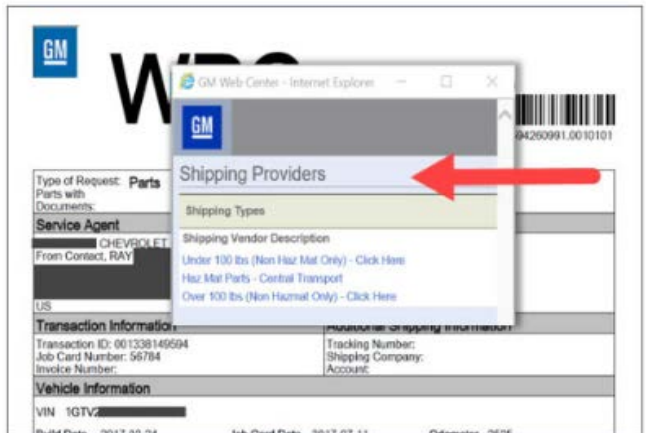 GM
GM Web Center - Internet Explorer
GM
94260991.0010101
Shipping Providers
Type of Request: Parts
Parts with
Documents:
Shipping Types
Service Agent
CHEVROLET
Shipping Vendor Description
From Contact, RAY
Under 100 lbs (Non Haz Mat Only) - Click Here
Haz Mat Parts - Central Transport
Over 100 lbs (Non Hazmat Only) - Click Here
US
Transaction Information
Additional Shipping Information
Transaction ID: 001338149594
Tracking Number:
Job Card Number: 56784
Shipping Company:
Invoice Number:
Account:
Vehicle Information
VIN 1GTV2